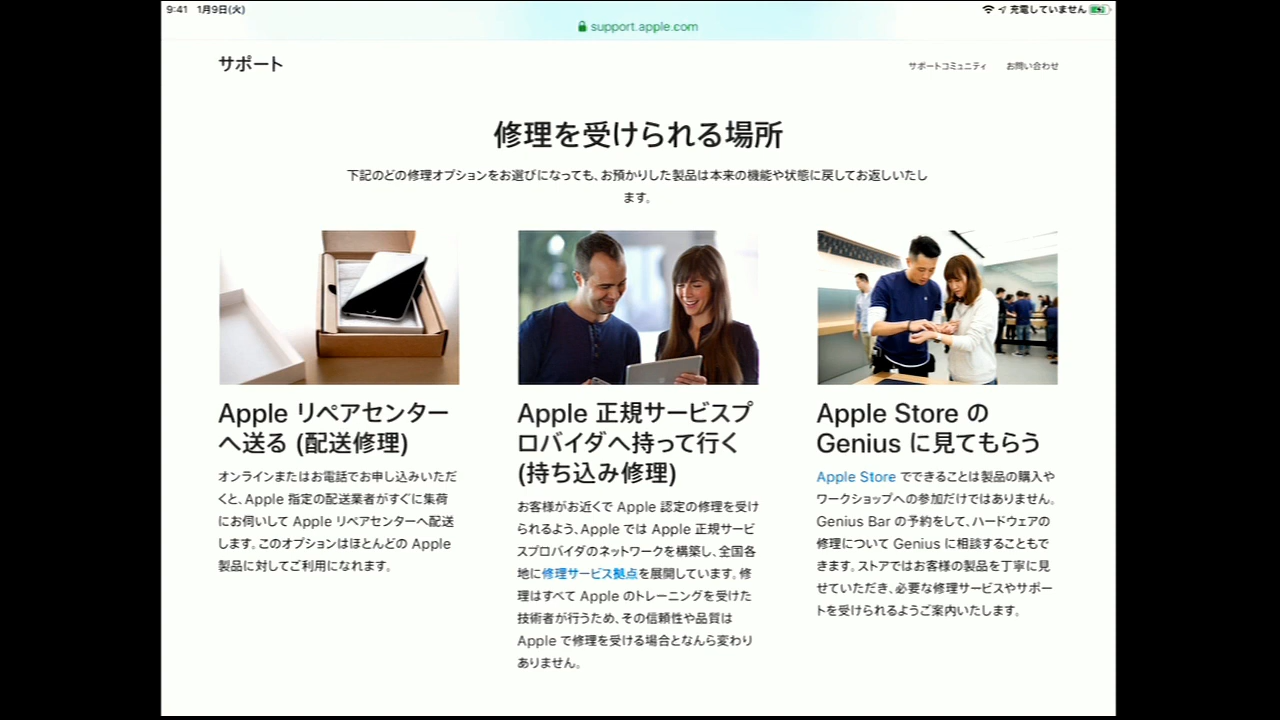 9:41 1月9日(火)
充電していません
support.apple.com
サポート
サポートコミュニティ お問い合わせ
修理を受けられる場所
下記のどの修理オプションをお選びになっても、お預かりした製品は本来の機能や状態に戻してお返しいたし
ます。
Apple リペアセンター
へ送る (配送修理)
オンラインまたはお電話でお申し込みいただ
くと、Apple 指定の配送業者がすぐに集荷
にお伺いして Apple リペアセンターへ配送
します。このオプションはほとんどの Apple
製品に対してご利用になれます。
Apple 正規サービスプ
ロバイダへ持って行く
(持ち込み修理)
お客様がお近くで Apple 認定の修理を受け
られるよう、Apple では Apple 正規サービ
スプロバイダのネットワークを構築し、全国各
地に修理サービス拠点を展開しています。修
理はすべて Apple のトレーニングを受けた
技術者が行うため、その信頼性や品質は
Apple で修理を受ける場合となんら変わり
ありません。
Apple Store の
Genius に見てもらう
Apple Store でできることは製品の購入や
ワークショップへの参加だけではありません。
Genius Bar の予約をして、ハードウェアの
修理について Genius に相談することもで
きます。ストアではお客様の製品を丁寧に見
せていただき、必要な修理サービスやサポー
トを受けられるようご案内いたします。